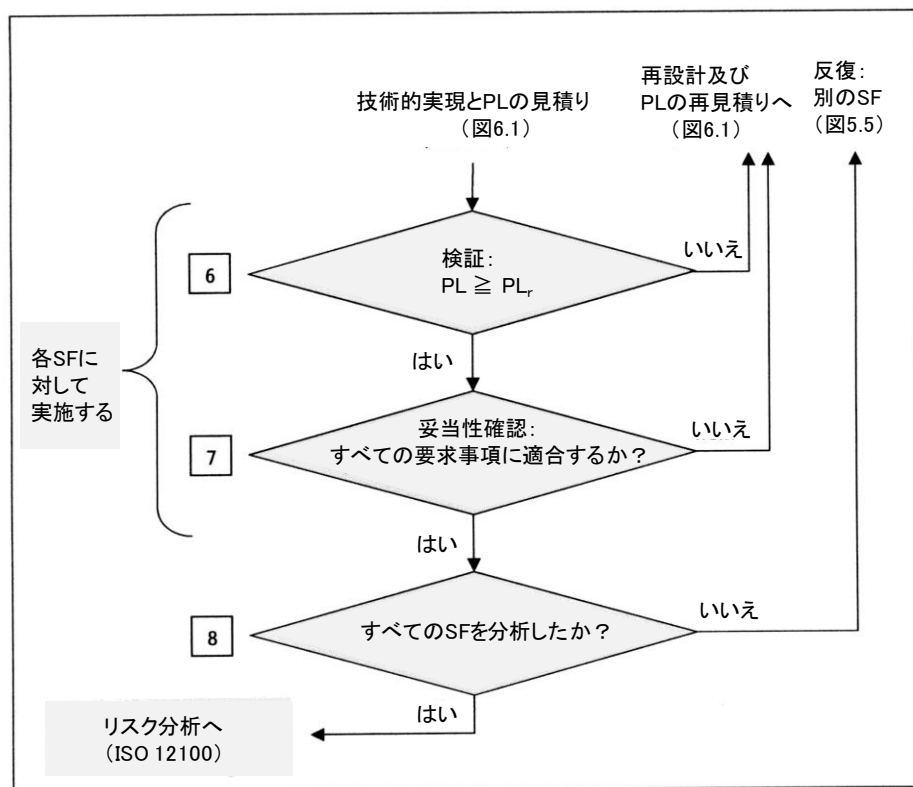 技術的実現とPLの見積り
（図6.1）
再設計及び
PLの再見積りへ
（図6.1）
反復：
別のSF
（図5.5）
6
検証：
PL ≧ PLr
いいえ
はい
各SFに
対して
実施する
7
妥当性確認：
すべての要求事項に適合するか？
いいえ
はい
8
すべてのSFを分析したか？
いいえ
はい
リスク分析へ
（ISO 12100）